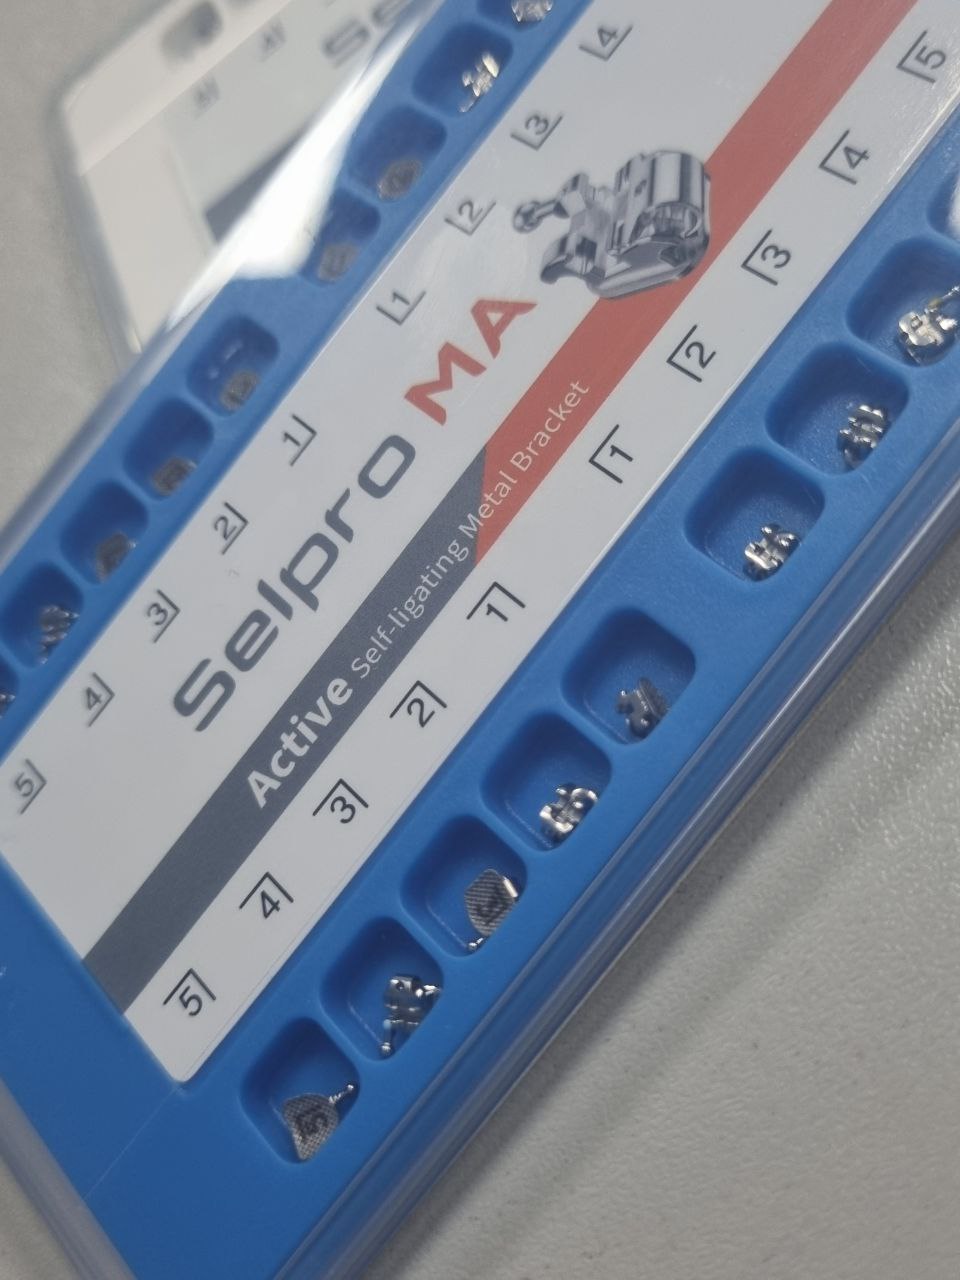 5⏌ 4⏌ 3⏌ 2⏌ 1⏌ ⎿1 ⎿2 ⎿3 ⎿4
Selpro MA
Active Self-ligating Metal Bracket
5⏋ 4⏋ 3⏋ 2⏋ 1⏋ ⎾1 ⎾2 ⎾3 ⎾4 ⎾5